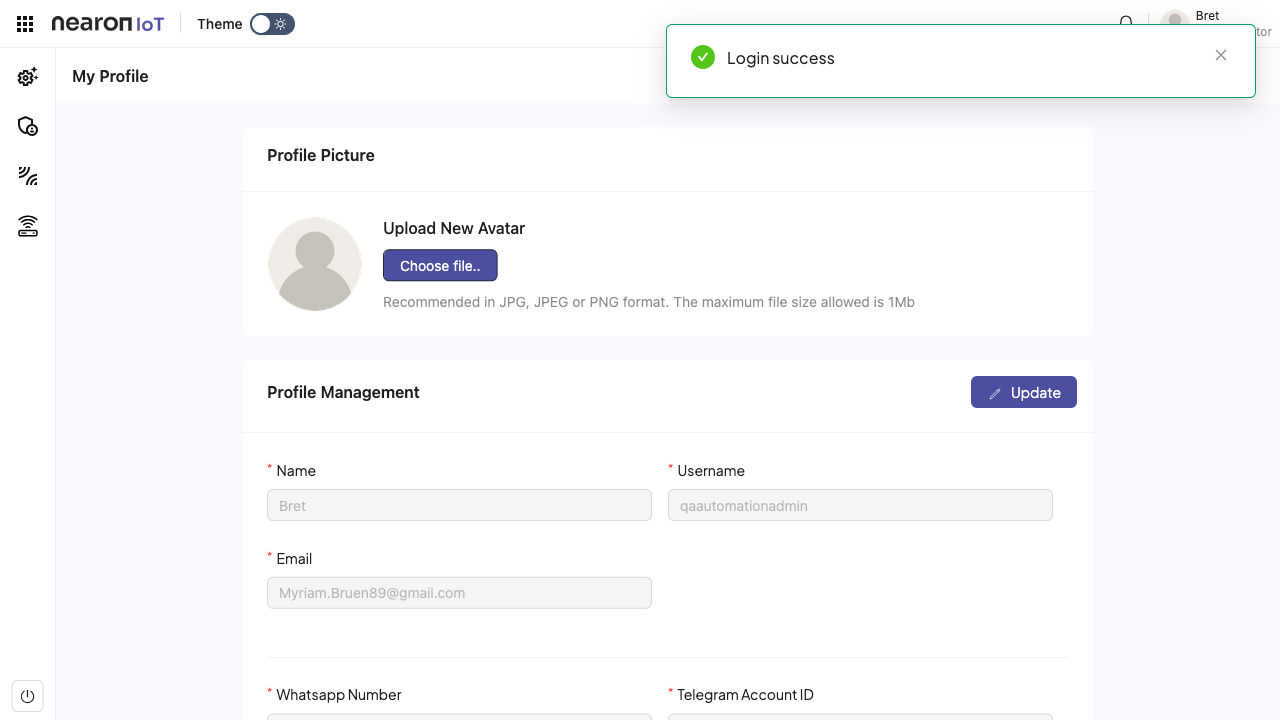 nearon IoT
Theme
Bret
tor
Login success
My Profile
Profile Picture
Upload New Avatar
Choose file..
Recommended in JPG, JPEG or PNG format. The maximum file size allowed is 1Mb
Profile Management
Update
* Name
* Username
Bret
qaautomationadmin
* Email
Myriam.Bruen89@gmail.com
* Whatsapp Number
* Telegram Account ID